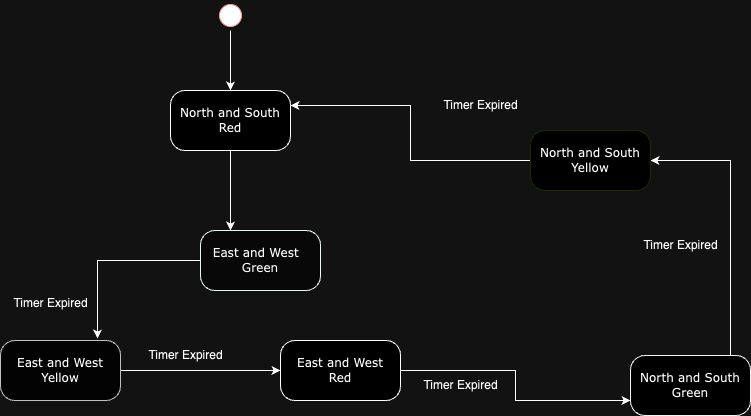 North and South
Red
Timer Expired
North and South
Yellow
East and West
Green
Timer Expired
Timer Expired
East and West
Yellow
Timer Expired
East and West
Red
Timer Expired
North and South
Green